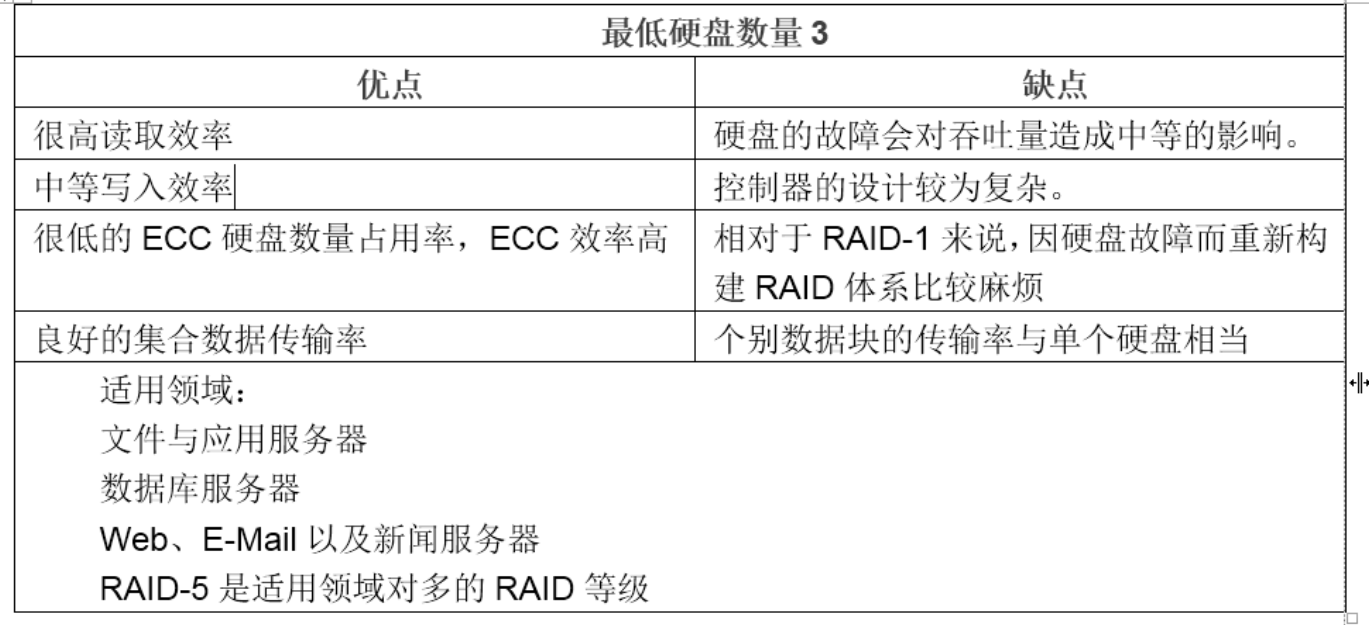 最低硬盘数量 3
优点
缺点
很高读取效率
硬盘的故障会对吞吐量造成中等的影响。
中等写入效率
控制器的设计较为复杂。
很低的 ECC 硬盘数量占用率，ECC 效率高
相对于 RAID-1 来说，因硬盘故障而重新构
建 RAID 体系比较麻烦
良好的集合数据传输率
个别数据块的传输率与单个硬盘相当
适用领域：
文件与应用服务器
数据库服务器
Web、E-Mail 以及新闻服务器
RAID-5 是适用领域对多的 RAID 等级